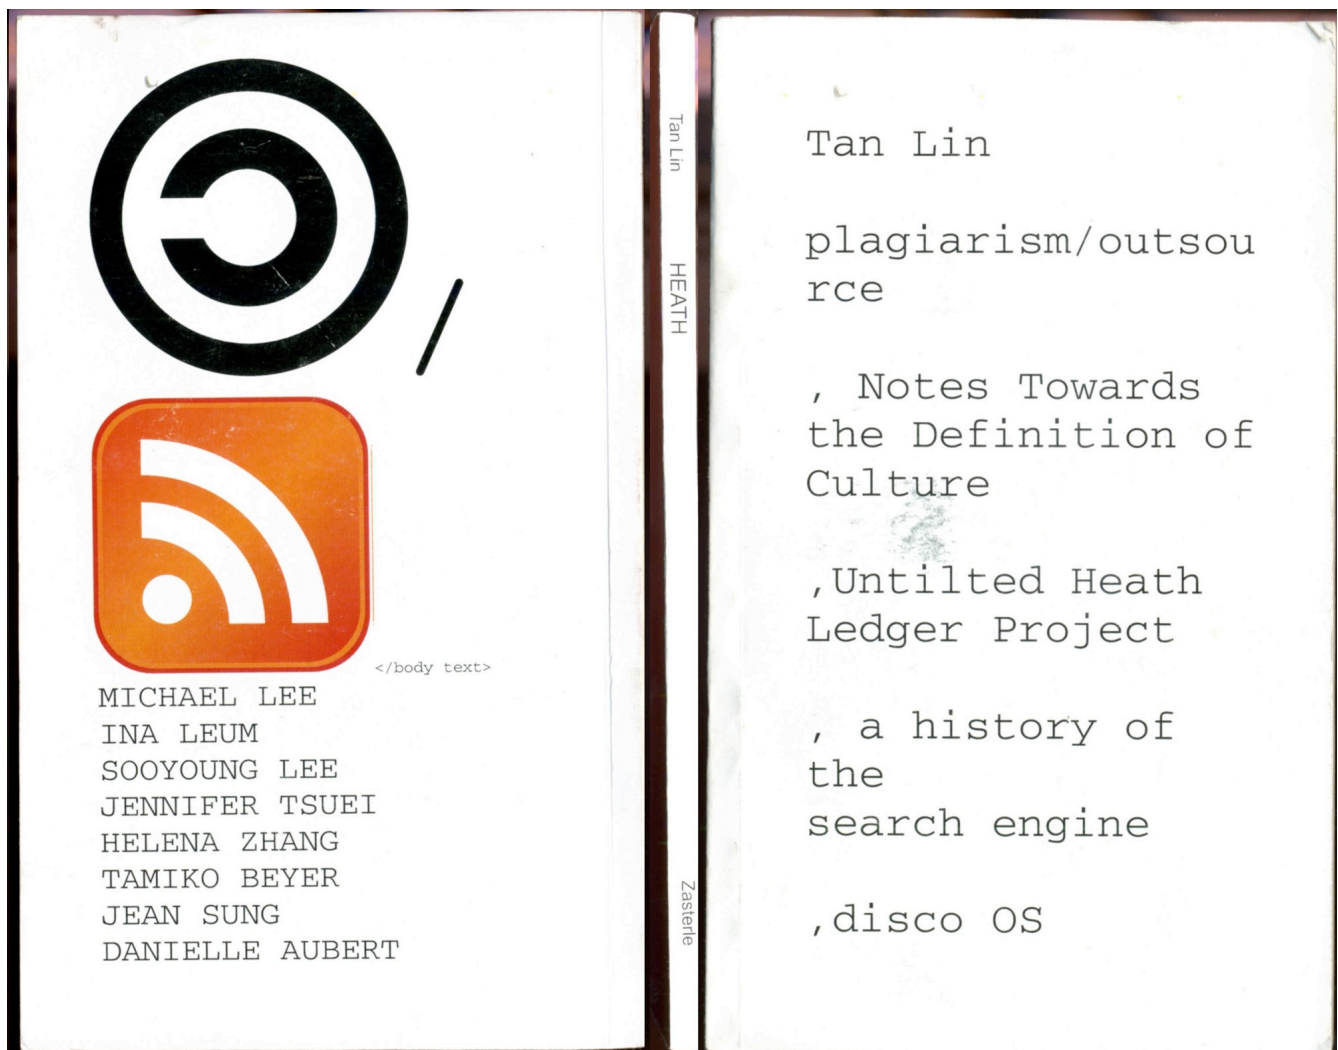 </body text>
MICHAEL LEE
INA LEUM
SOOYOUNG LEE
JENNIFER TSUEI
HELENA ZHANG
TAMIKO BEYER
JEAN SUNG
DANIELLE AUBERT
Tan Lin
HEATH
Zasterle
Tan Lin
plagiarism/outsou
rce
, Notes Towards
the Definition of
Culture
,Untilted Heath
Ledger Project
, a history of
the
search engine
,disco OS